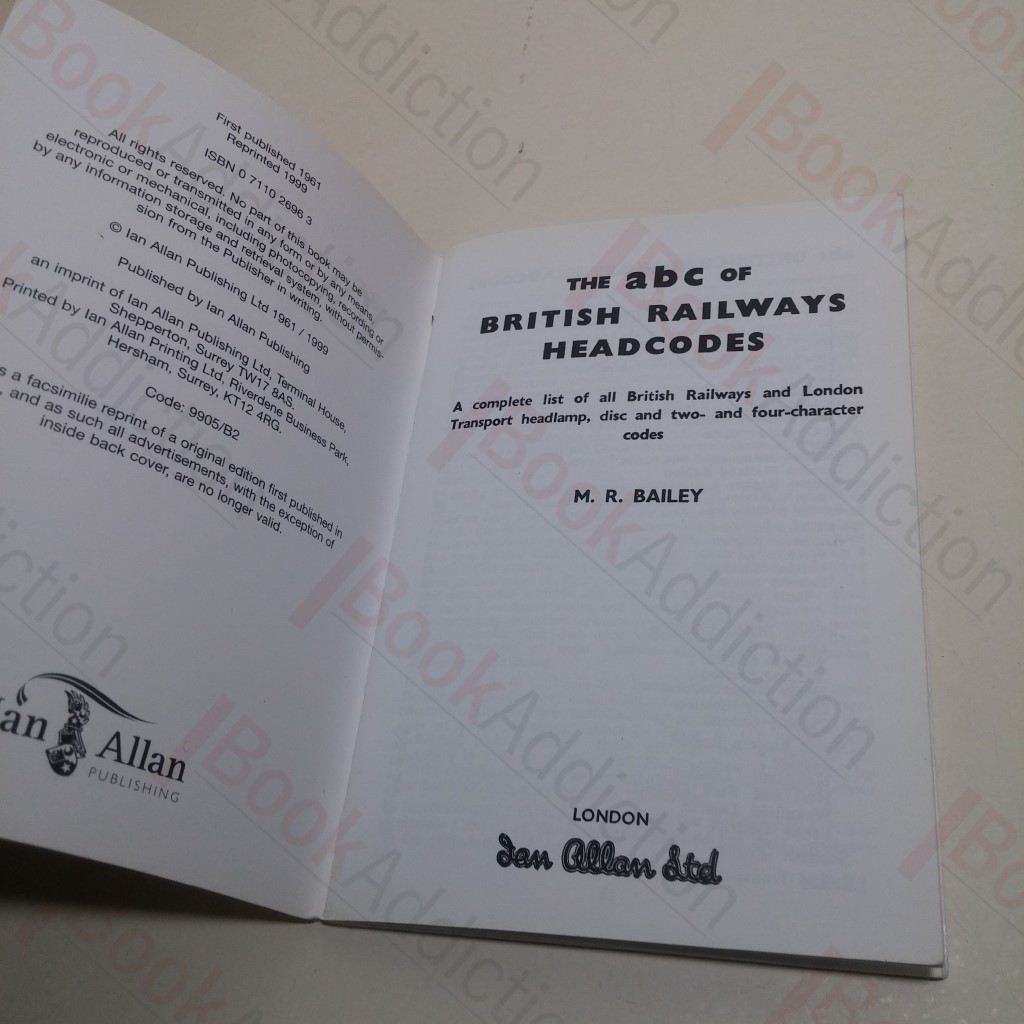 First published 1961
Reprinted 1999
ISBN 0 7110 2696 3
All rights reserved. No part of this book may be
reproduced or transmitted in any form or by any means,
electronic or mechanical, including photocopying, recording or
by any information storage and retrieval system, without permis-
sion from the Publisher in writing.
© Ian Allan Publishing Ltd 1961 / 1999
Published by Ian Allan Publishing
an imprint of Ian Allan Publishing Ltd, Terminal House,
Shepperton, Surrey TW17 8AS.
Printed by Ian Allan Printing Ltd, Riverdene Business Park,
Hersham, Surrey, KT12 4RG.
Code: 9905/B2
s a facsimilie reprint of a original edition first published in
, and as such all advertisements, with the exception of
inside back cover, are no longer valid.
Ian Allan
PUBLISHING
THE abc OF
BRITISH RAILWAYS
HEADCODES
A complete list of all British Railways and London
Transport headlamp, disc and two- and four-character
codes
M. R. BAILEY
LONDON
Ian Allan Ltd
BookAddiction